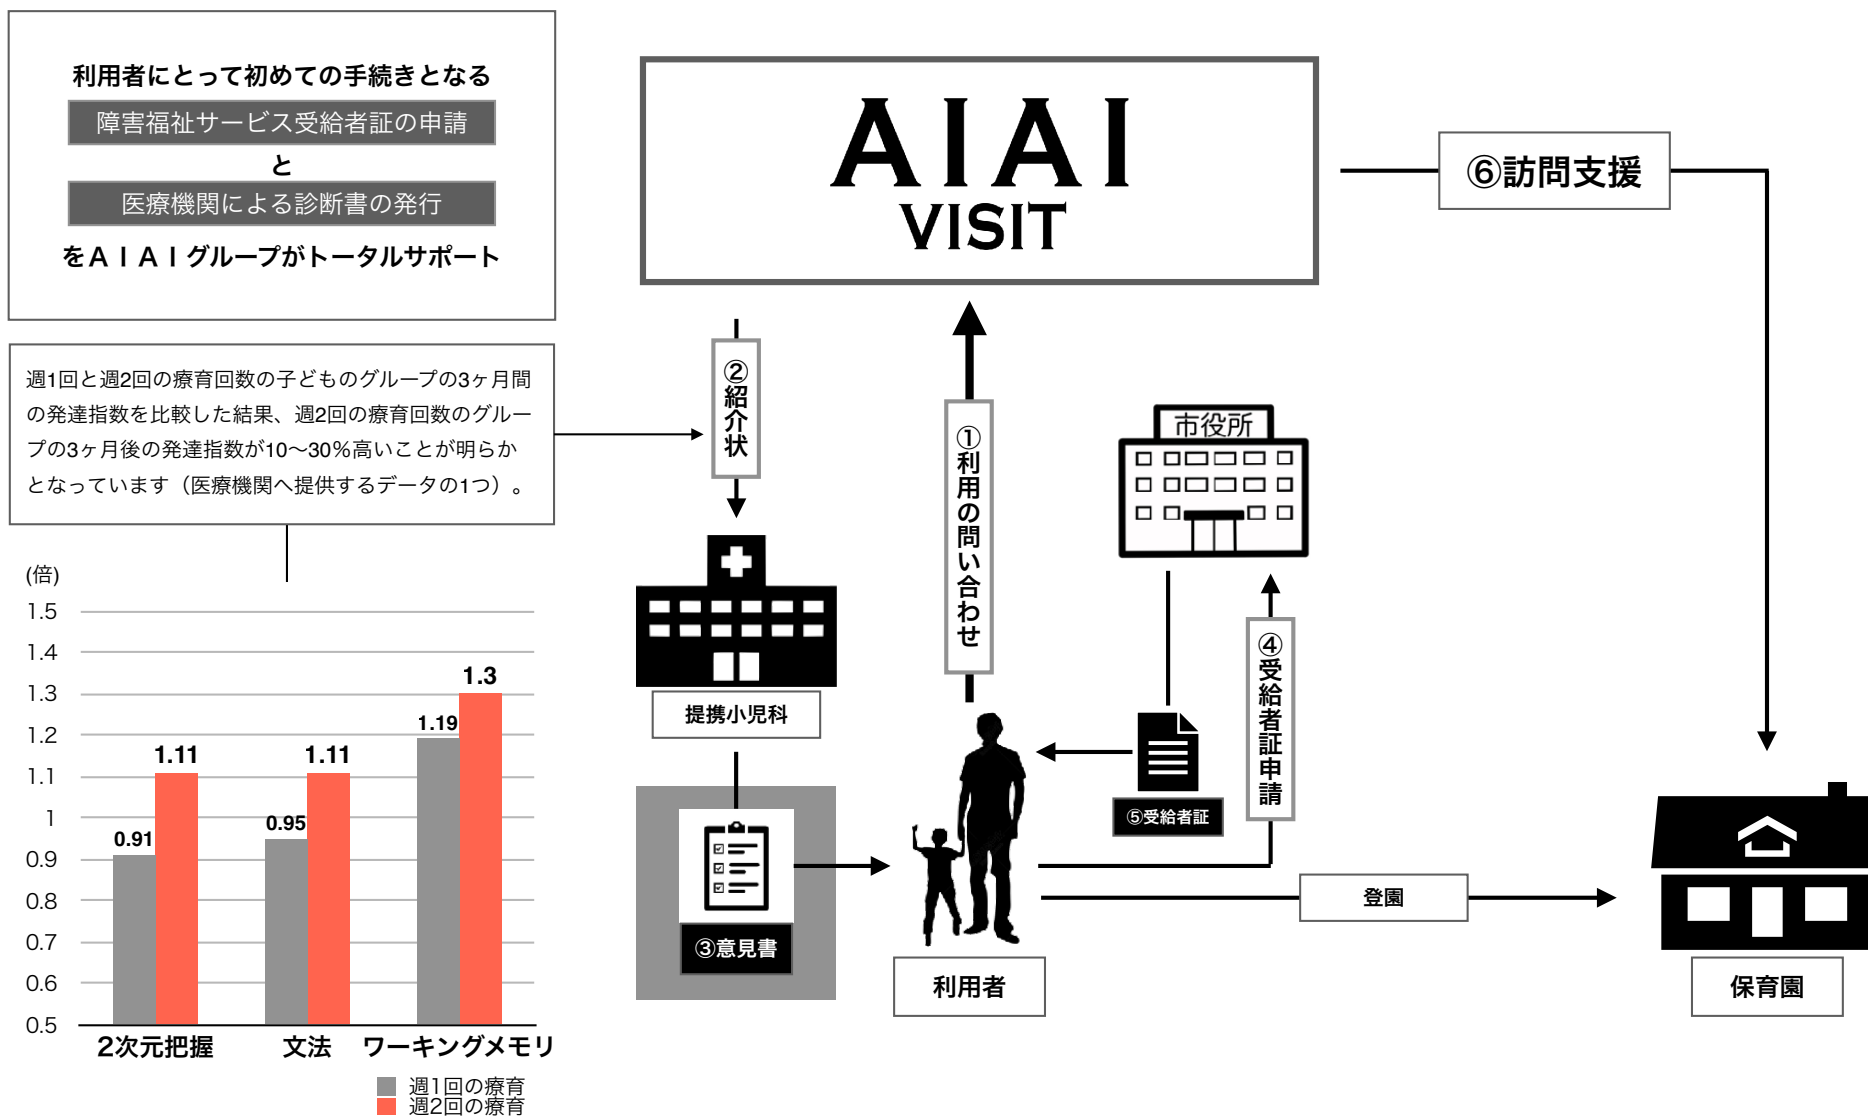 利用者にとって初めての手続きとなる
障害福祉サービス受給者証の申請
と
医療機関による診断書の発行
をAIAIグループがトータルサポート
AIAI
VISIT
⑥訪問支援
週1回と週2回の療育回数の子どものグループの3ヶ月間
の発達指数を比較した結果、週2回の療育回数のグルー
プの3ヶ月後の発達指数が10〜30%高いことが明らか
となっています（医療機関へ提供するデータの1つ）。
②紹介状
①利用の問い合わせ
市役所
④受給者証申請
提携小児科
⑤受給者証
③意見書
利用者
登園
保育園
(倍)
1.5
1.4
1.3
1.2
1.1
1
0.9
0.8
0.7
0.6
0.5
0.91
1.11
0.95
1.11
1.19
1.3
2次元把握
文法
ワーキングメモリ
週1回の療育
週2回の療育